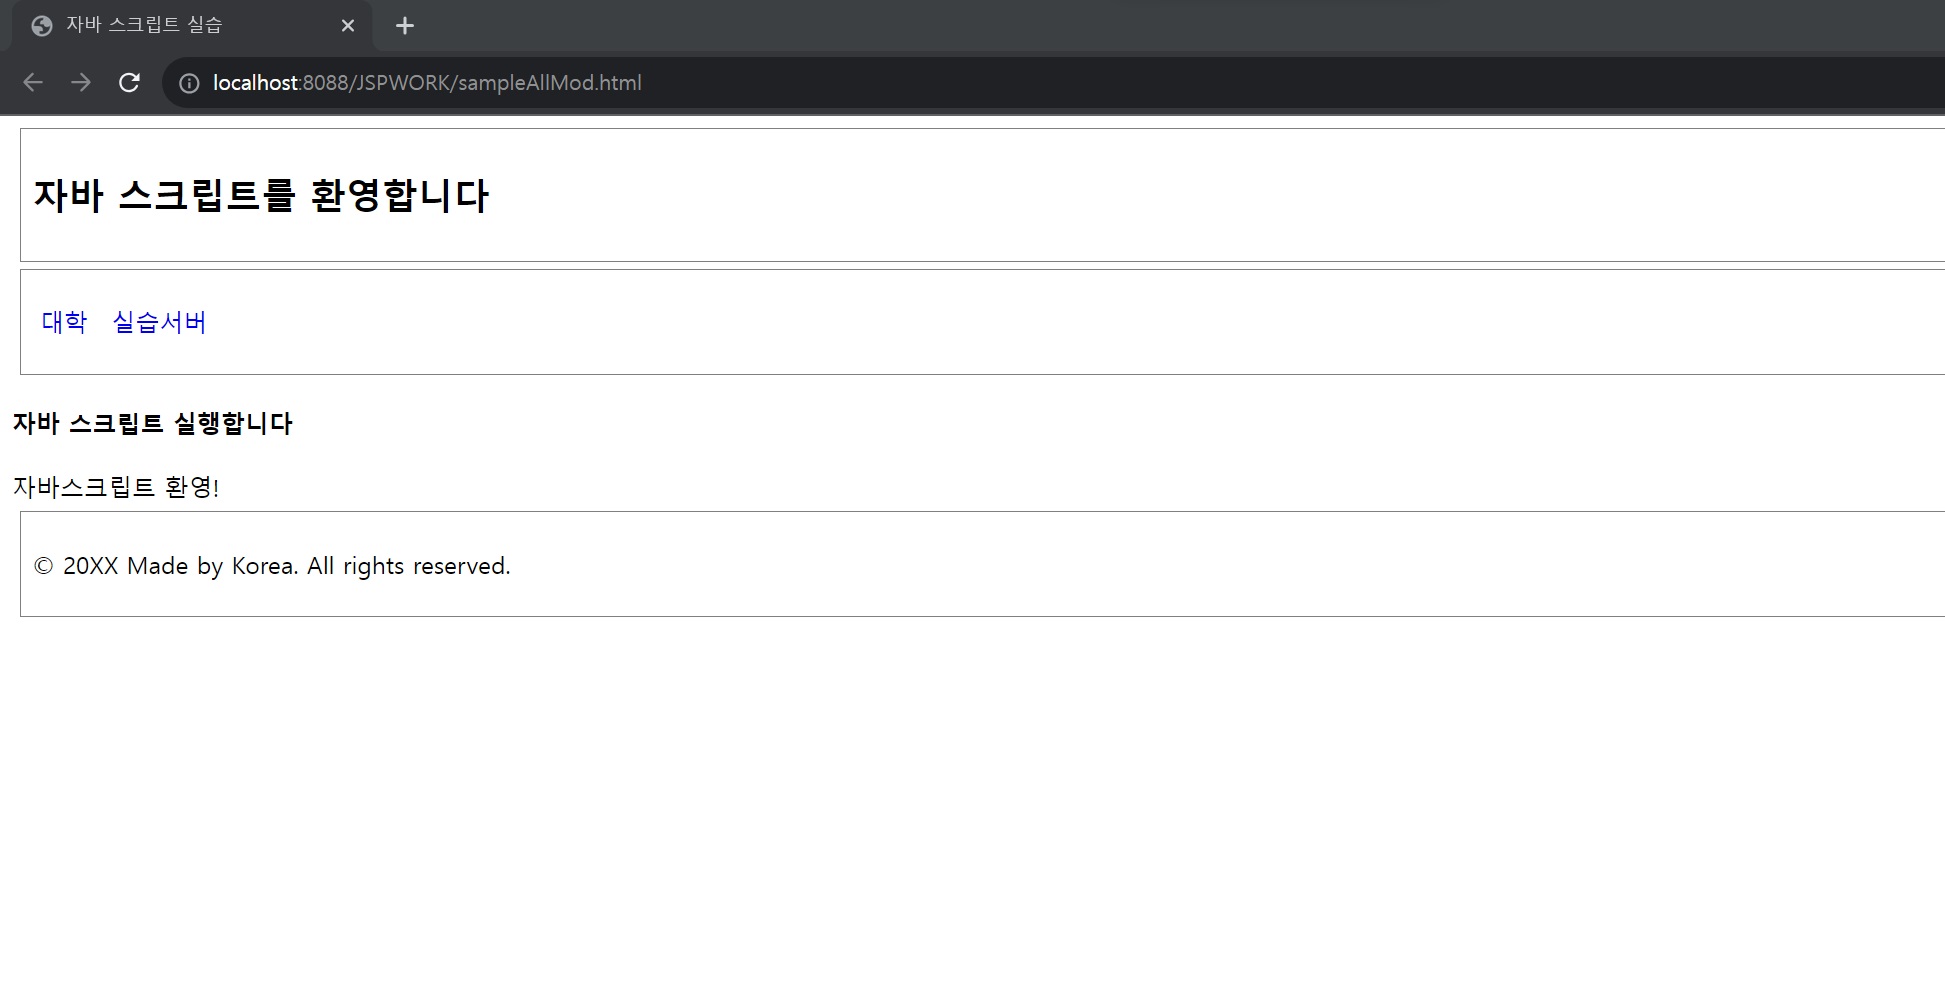 자바 스크립트 실습
localhost:8088/JSPWORK/sampleAllMod.html
자바 스크립트를 환영합니다
대학 실습서버
자바 스크립트 실행합니다
자바스크립트 환영!
© 20XX Made by Korea. All rights reserved.